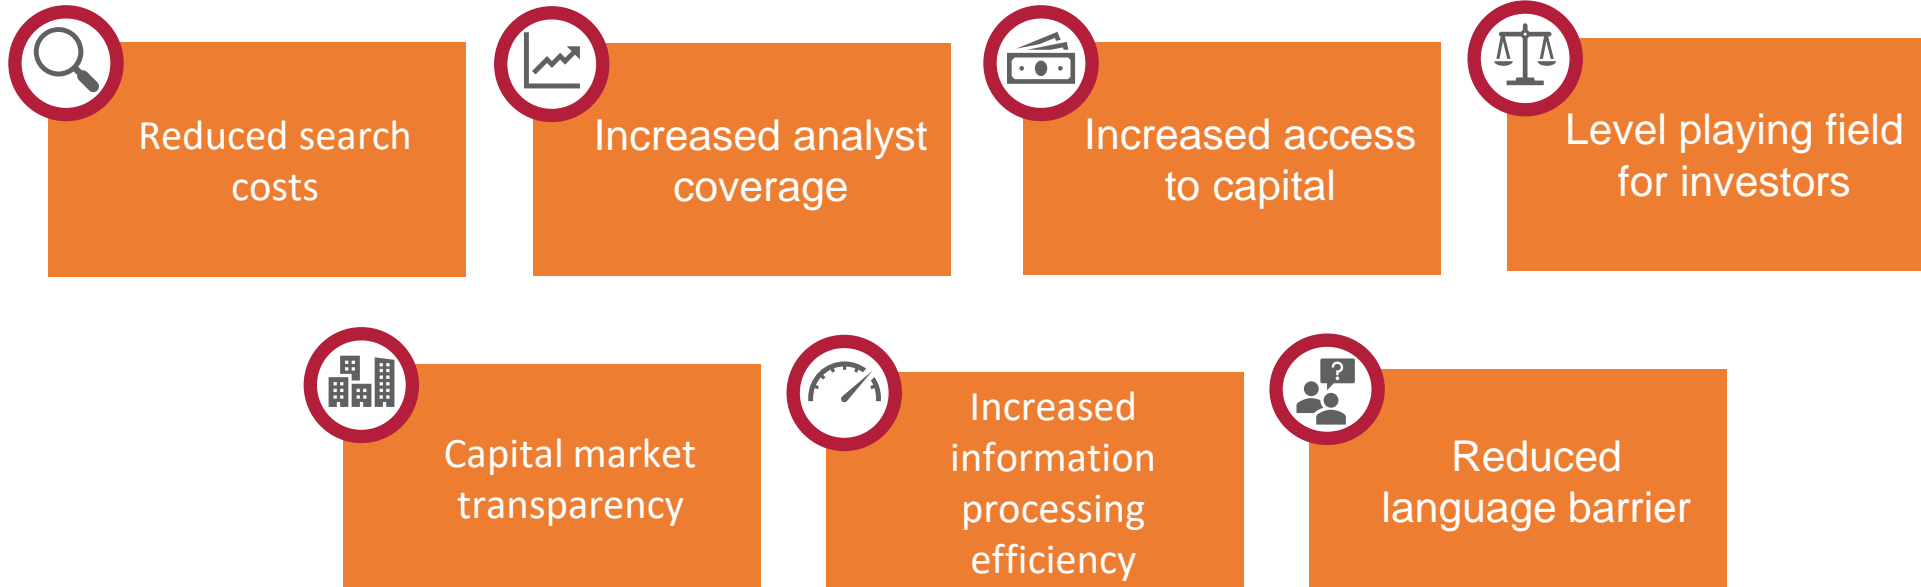 Reduced search
costs
Increased analyst
coverage
Increased access
to capital
Level playing field
for investors
Capital market
transparency
Increased
information
processing
efficiency
?
Reduced
language barrier